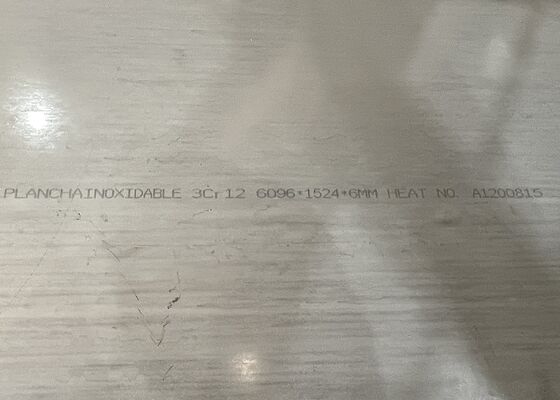 PLANCHAINOXIDABLE 3Cr12 6096*1524*6MM HEAT NO. A1200815